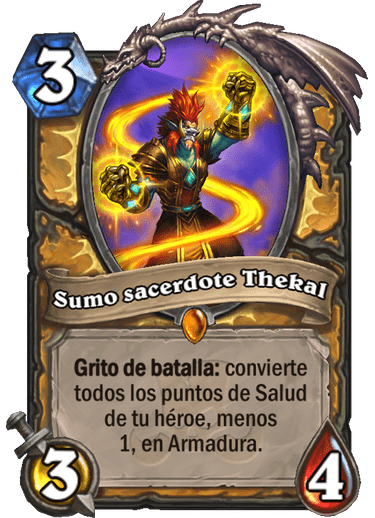 3
Sumo sacerdote Thekal
Grito de batalla: convierte
todos los puntos de Salud
de tu héroe, menos
1, en Armadura.
3
4